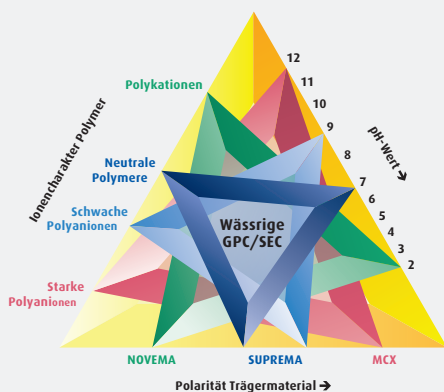 12
11
Polykationen
10
9
Ionencharakter Polymer
pH-Wert →
8
Neutrale
Polymere
7
6
Schwache
Polyanionen
Wässrige
GPC/SEC
5
4
3
2
Starke
Polyanionen
NOVEMA
SUPREMA
MCX
Polarität Trägermaterial →